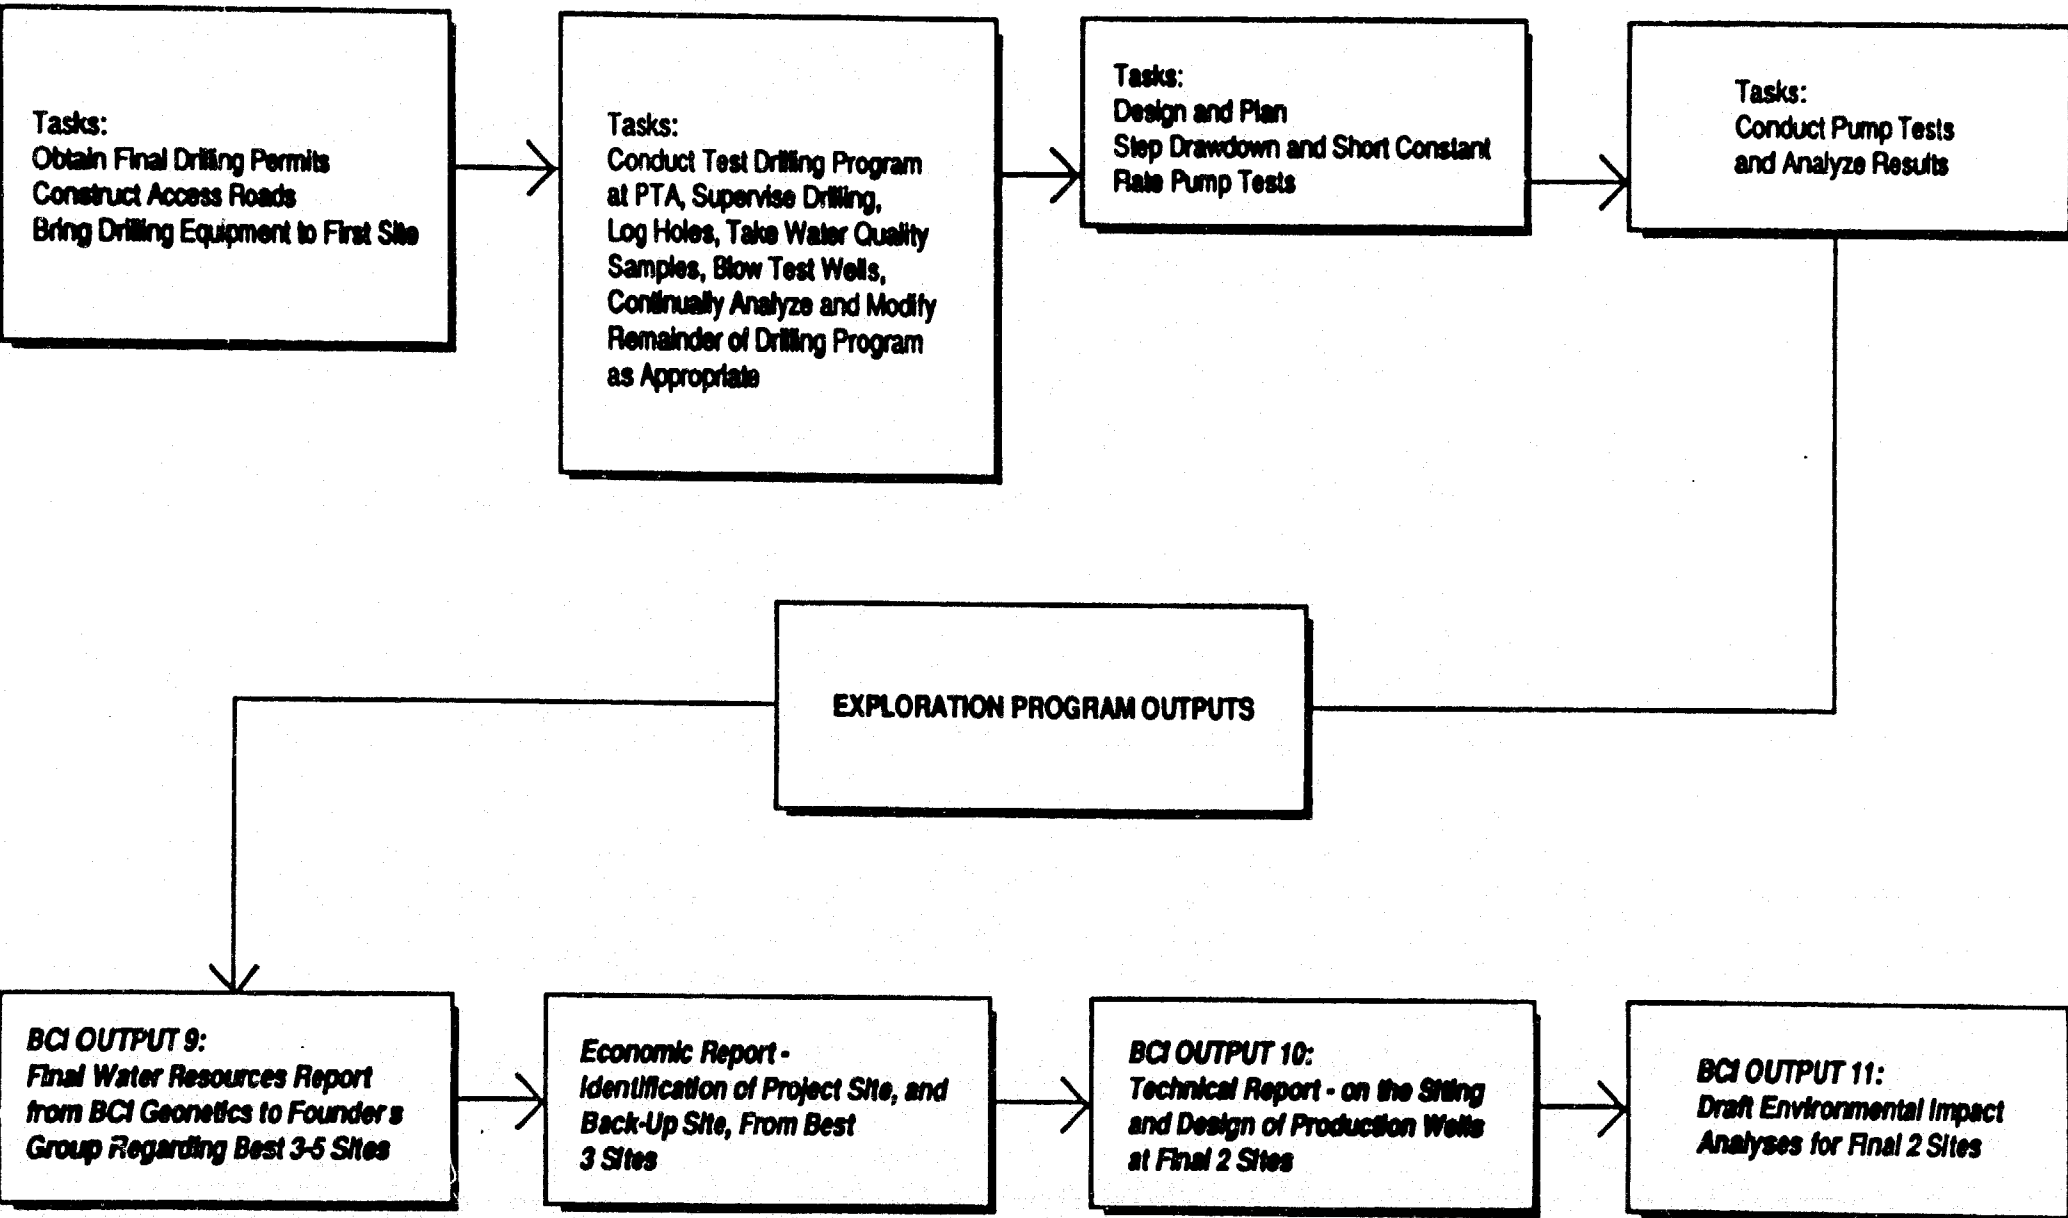 Tasks:
Obtain Final Drilling Permits
Construct Access Roads
Bring Drilling Equipment to First Site
Tasks:
Conduct Test Drilling Program
at PTA, Supervise Drilling,
Log Holes, Take Water Quality
Samples, Blow Test Wells,
Continually Analyze and Modify
Remainder of Drilling Program
as Appropriate
Tasks:
Design and Plan
Step Drawdown and Short Constant
Rate Pump Tests
Tasks:
Conduct Pump Tests
and Analyze Results
EXPLORATION PROGRAM OUTPUTS
BCI OUTPUT 9:
Final Water Resources Report
from BCI Geonetics to Founder s
Group Regarding Best 3-5 Sites
Economic Report -
Identification of Project Site, and
Back-Up Site, From Best
3 Sites
BCI OUTPUT 10:
Technical Report - on the Siting
and Design of Production Wells
at Final 2 Sites
BCI OUTPUT 11:
Draft Environmental Impact
Analyses for Final 2 Sites